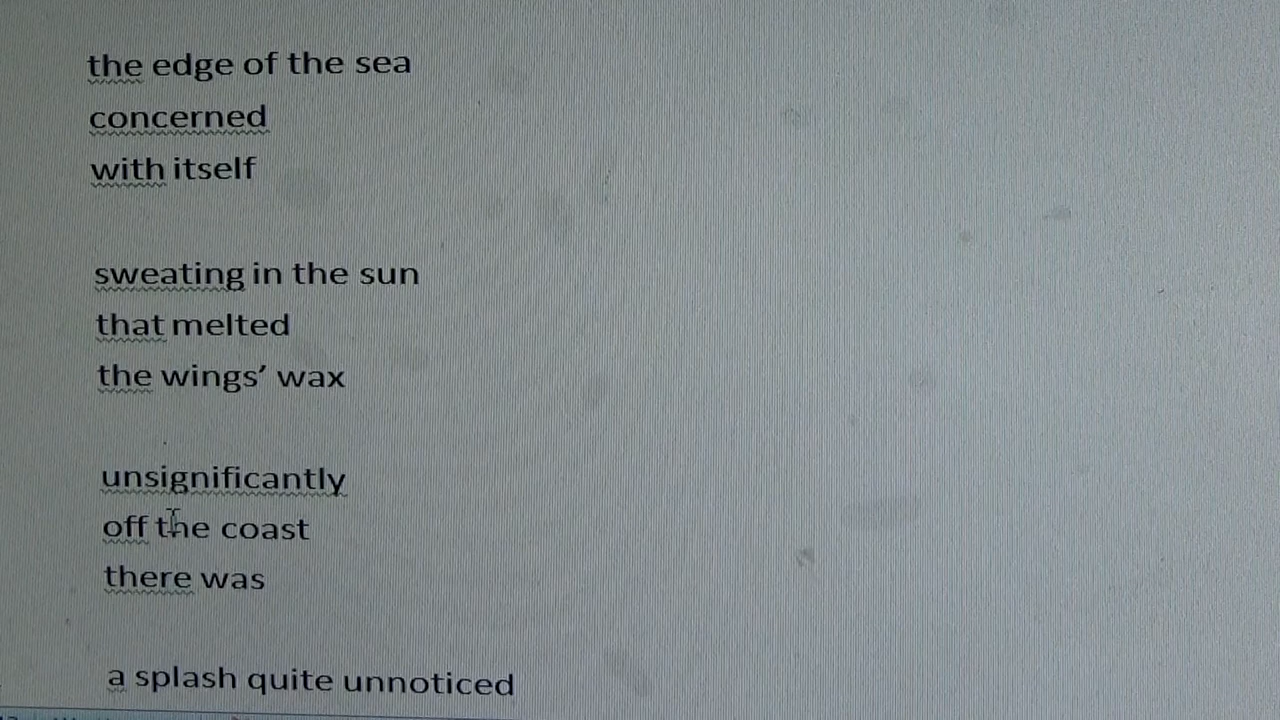 the edge of the sea
concerned
with itself
sweating in the sun
that melted
the wings’ wax
unsignificantly
off the coast
there was
a splash quite unnoticed